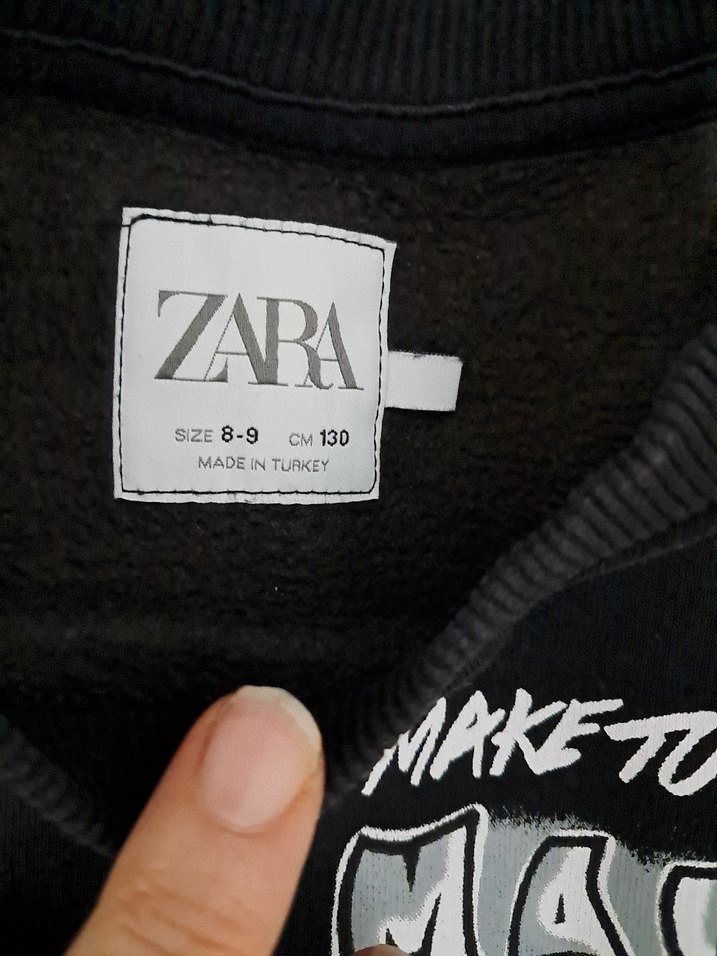 ZARA
SIZE 8-9 CM 130
MADE IN TURKEY
MAKE